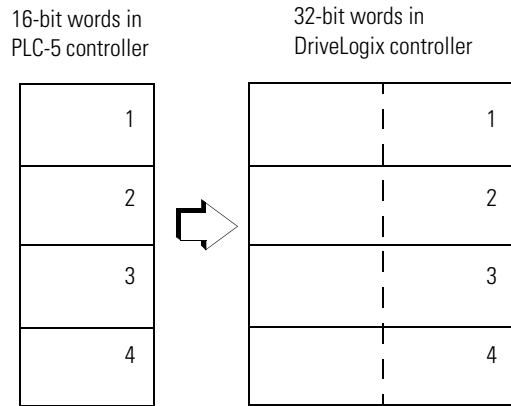 16-bit words in
PLC-5 controller
32-bit words in
DriveLogix controller
1
2
3
4
1
2
3
4